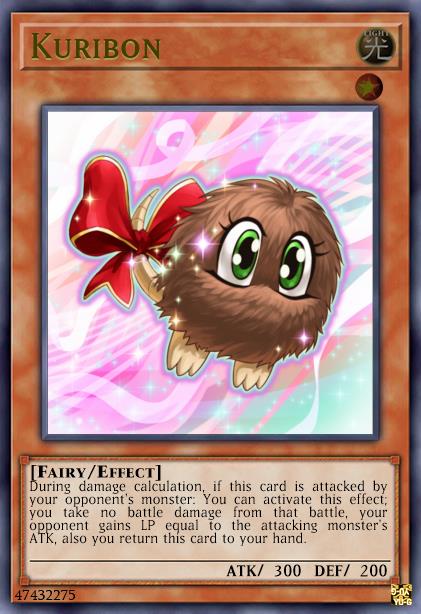 KURIBON
LIGHT
光
[FAIRY/EFFECT]
During damage calculation, if this card is attacked by
your opponent's monster: You can activate this effect;
you take no battle damage from that battle, your
opponent gains LP equal to the attacking monster's
ATK, also you return this card to your hand.
ATK/ 300 DEF/ 200
47432275